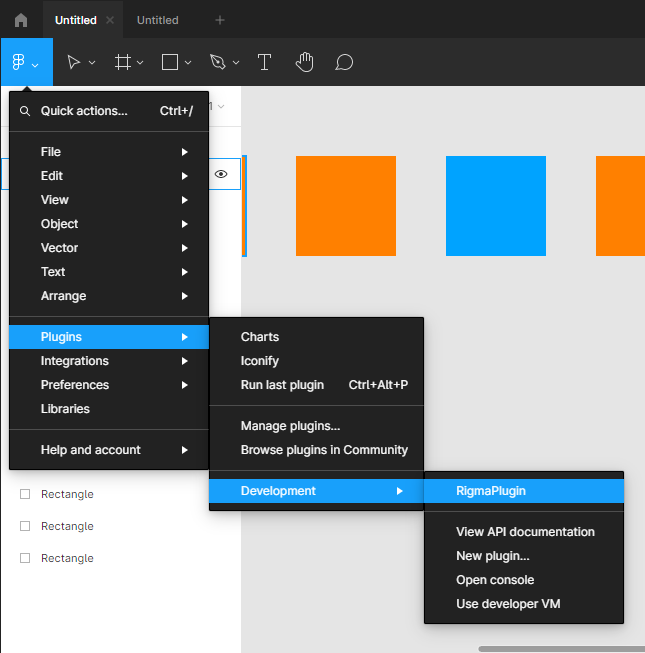 Untitled
Untitled
Quick actions... Ctrl+/
1
File
Edit
View
Object
Vector
Text
Arrange
Plugins
Integrations
Preferences
Libraries
Help and account
Charts
Iconify
Run last plugin Ctrl+Alt+P
Manage plugins...
Browse plugins in Community
Development
RigmaPlugin
View API documentation
New plugin...
Open console
Use developer VM
Rectangle
Rectangle
Rectangle